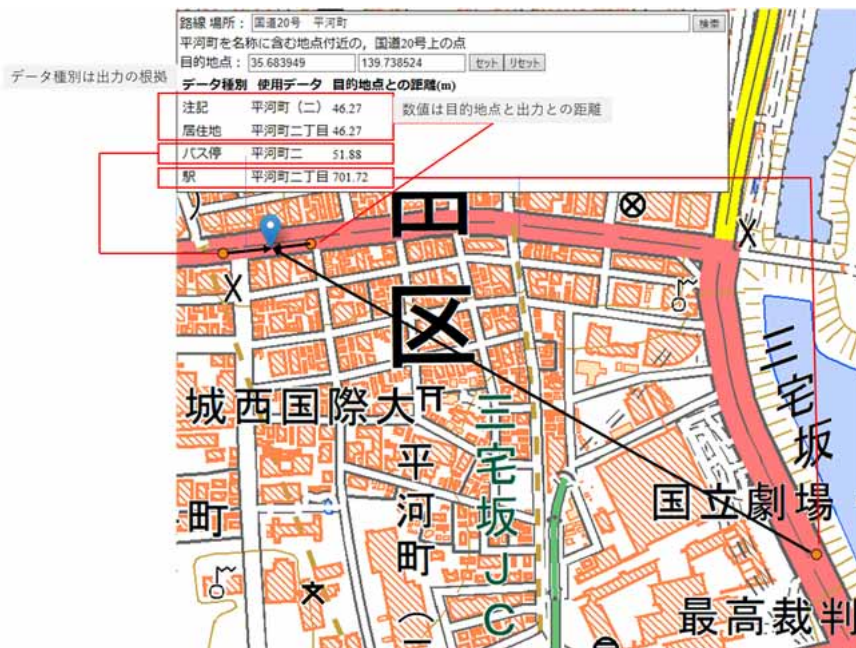 路線 場所： 国道20号 平河町 検索
平河町を名称に含む地点付近の，国道20号上の点
目的地点： 35.683949 139.738524 セット リセット
データ種別は出力の根拠
データ種別 使用データ 目的地点との距離(m)
注記 平河町（二） 46.27
数値は目的地点と出力との距離
居住地 平河町二丁目 46.27
バス停 平河町二 51.88
駅 平河町二丁目 701.72
区
三宅坂
城西国際大
三宅坂JC
平河町（
国立劇場
町
最高裁判